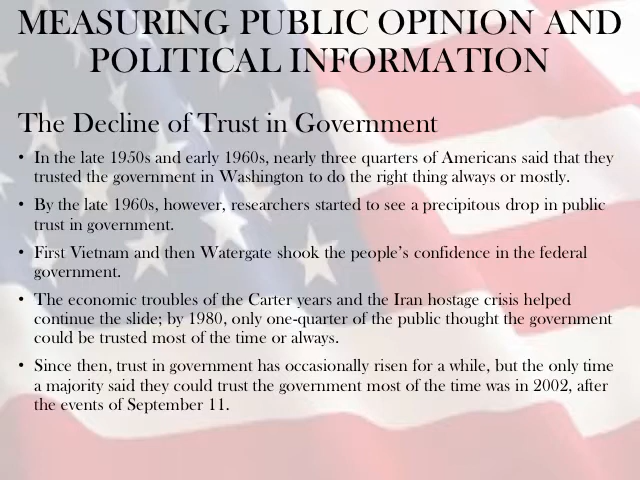 MEASURING PUBLIC OPINION AND
POLITICAL INFORMATION
The Decline of Trust in Government
• In the late 1950s and early 1960s, nearly three quarters of Americans said that they
trusted the government in Washington to do the right thing always or mostly.
• By the late 1960s, however, researchers started to see a precipitous drop in public
trust in government.
• First Vietnam and then Watergate shook the people’s confidence in the federal
government.
• The economic troubles of the Carter years and the Iran hostage crisis helped
continue the slide; by 1980, only one-quarter of the public thought the government
could be trusted most of the time or always.
• Since then, trust in government has occasionally risen for a while, but the only time
a majority said they could trust the government most of the time was in 2002, after
the events of September 11.